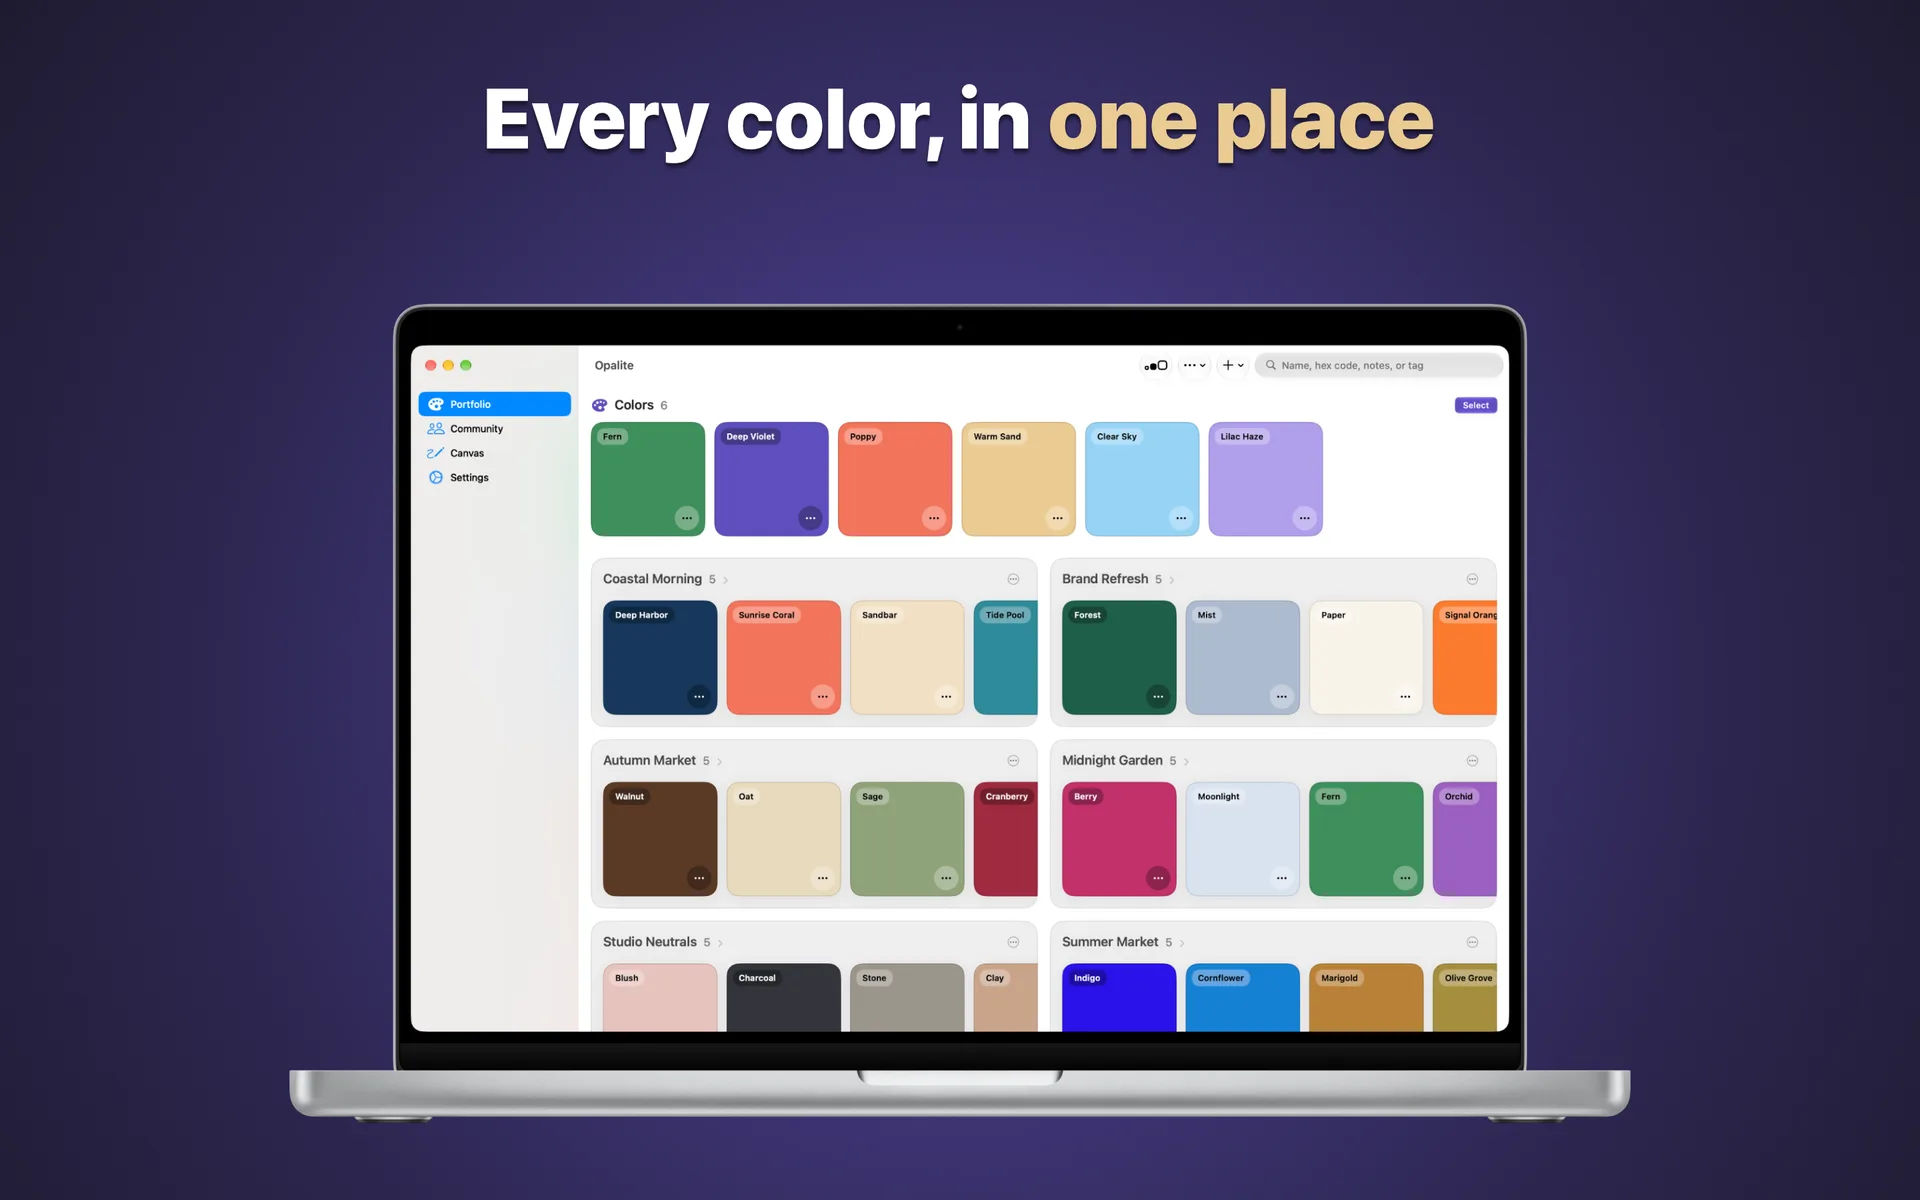 Every color, in one place
Opalite
Name, hex code, notes, or tag
Portfolio
Community
Canvas
Settings
Colors 6
Select
Fern
Deep Violet
Poppy
Warm Sand
Clear Sky
Lilac Haze
Coastal Morning 5
Deep Harbor
Sunrise Coral
Sandbar
Tide Pool
Brand Refresh 5
Forest
Mist
Paper
Signal Orang
Autumn Market 5
Walnut
Oat
Sage
Cranberry
Midnight Garden 5
Berry
Moonlight
Fern
Orchid
Studio Neutrals 5
Blush
Charcoal
Stone
Clay
Summer Market 5
Indigo
Cornflower
Marigold
Olive Grove